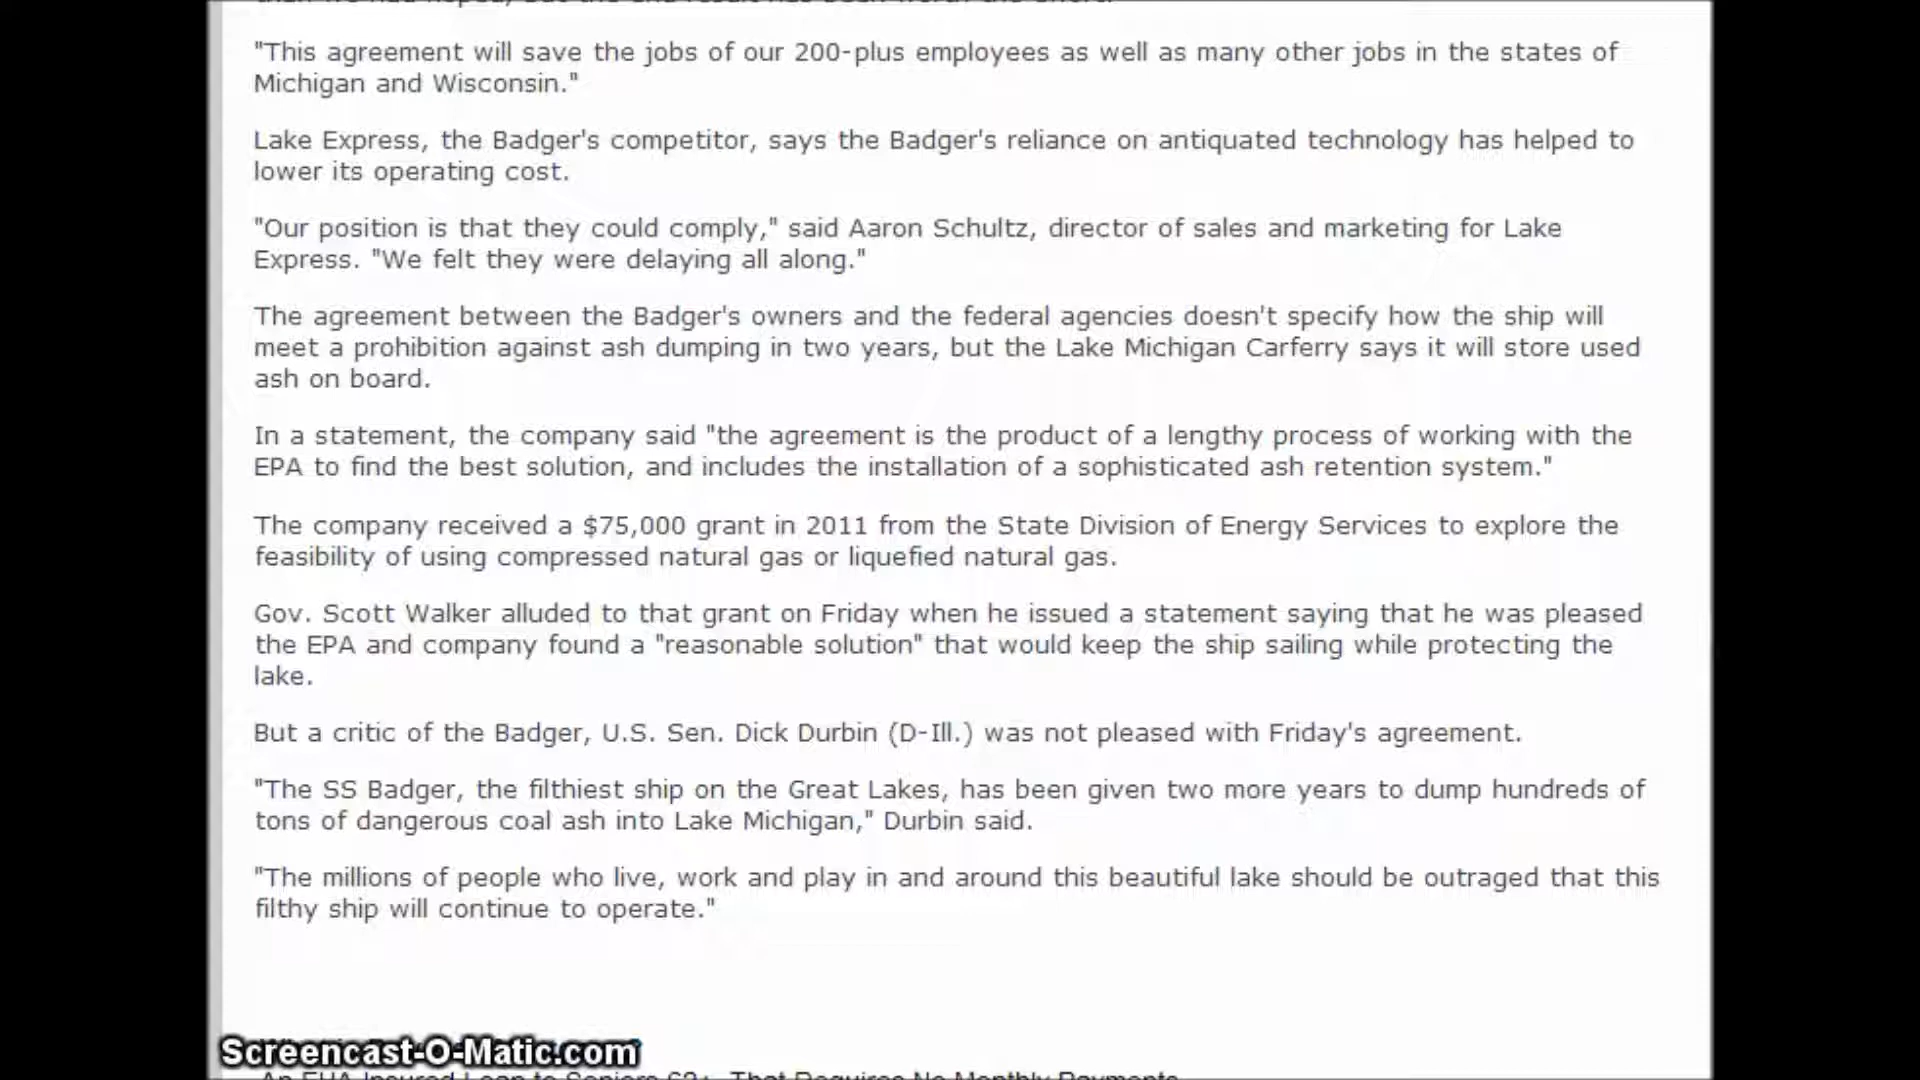 "This agreement will save the jobs of our 200-plus employees as well as many other jobs in the states of
Michigan and Wisconsin."
Lake Express, the Badger's competitor, says the Badger's reliance on antiquated technology has helped to
lower its operating cost.
"Our position is that they could comply," said Aaron Schultz, director of sales and marketing for Lake
Express. "We felt they were delaying all along."
The agreement between the Badger's owners and the federal agencies doesn't specify how the ship will
meet a prohibition against ash dumping in two years, but the Lake Michigan Carferry says it will store used
ash on board.
In a statement, the company said "the agreement is the product of a lengthy process of working with the
EPA to find the best solution, and includes the installation of a sophisticated ash retention system."
The company received a $75,000 grant in 2011 from the State Division of Energy Services to explore the
feasibility of using compressed natural gas or liquefied natural gas.
Gov. Scott Walker alluded to that grant on Friday when he issued a statement saying that he was pleased
the EPA and company found a "reasonable solution" that would keep the ship sailing while protecting the
lake.
But a critic of the Badger, U.S. Sen. Dick Durbin (D-Ill.) was not pleased with Friday's agreement.
"The SS Badger, the filthiest ship on the Great Lakes, has been given two more years to dump hundreds of
tons of dangerous coal ash into Lake Michigan," Durbin said.
"The millions of people who live, work and play in and around this beautiful lake should be outraged that this
filthy ship will continue to operate."
Screencast-O-Matic.com